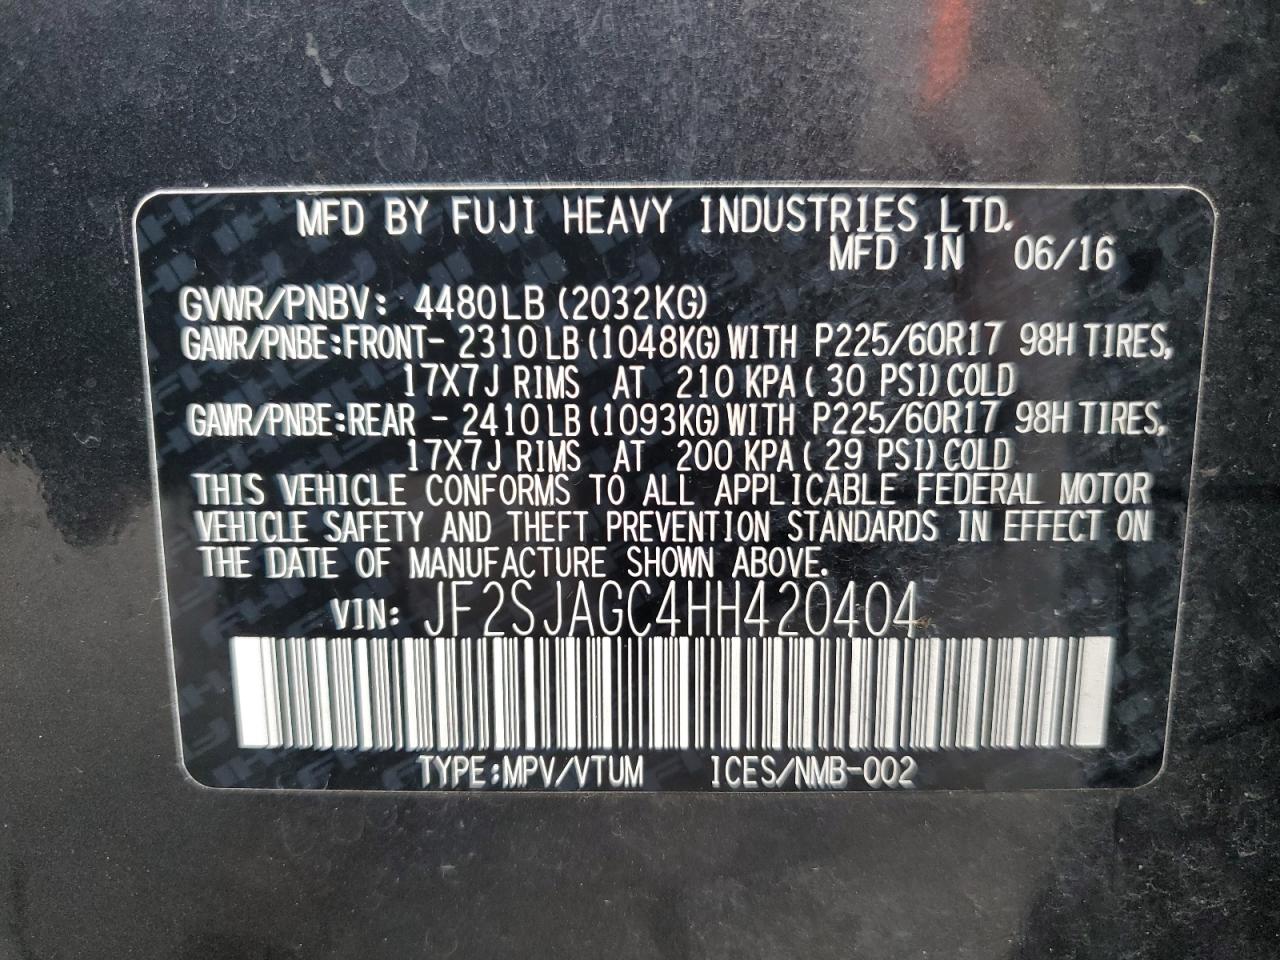 MFD BY FUJI HEAVY INDUSTRIES LTD.
MFD IN 06/16
GVWR/PNBV: 4480LB (2032KG)
GAWR/PNBE:FRONT- 2310LB (1048KG) WITH P225/60R17 98H TIRES,
17X7J RIMS AT 210 KPA ( 30 PSI) COLD
GAWR/PNBE:REAR - 2410LB (1093KG) WITH P225/60R17 98H TIRES,
17X7J RIMS AT 200 KPA ( 29 PSI) COLD
THIS VEHICLE CONFORMS TO ALL APPLICABLE FEDERAL MOTOR
VEHICLE SAFETY AND THEFT PREVENTION STANDARDS IN EFFECT ON
THE DATE OF MANUFACTURE SHOWN ABOVE.
VIN: JF2SJAGC4HH420404
TYPE:MPV/VTUM ICES/NMB-002